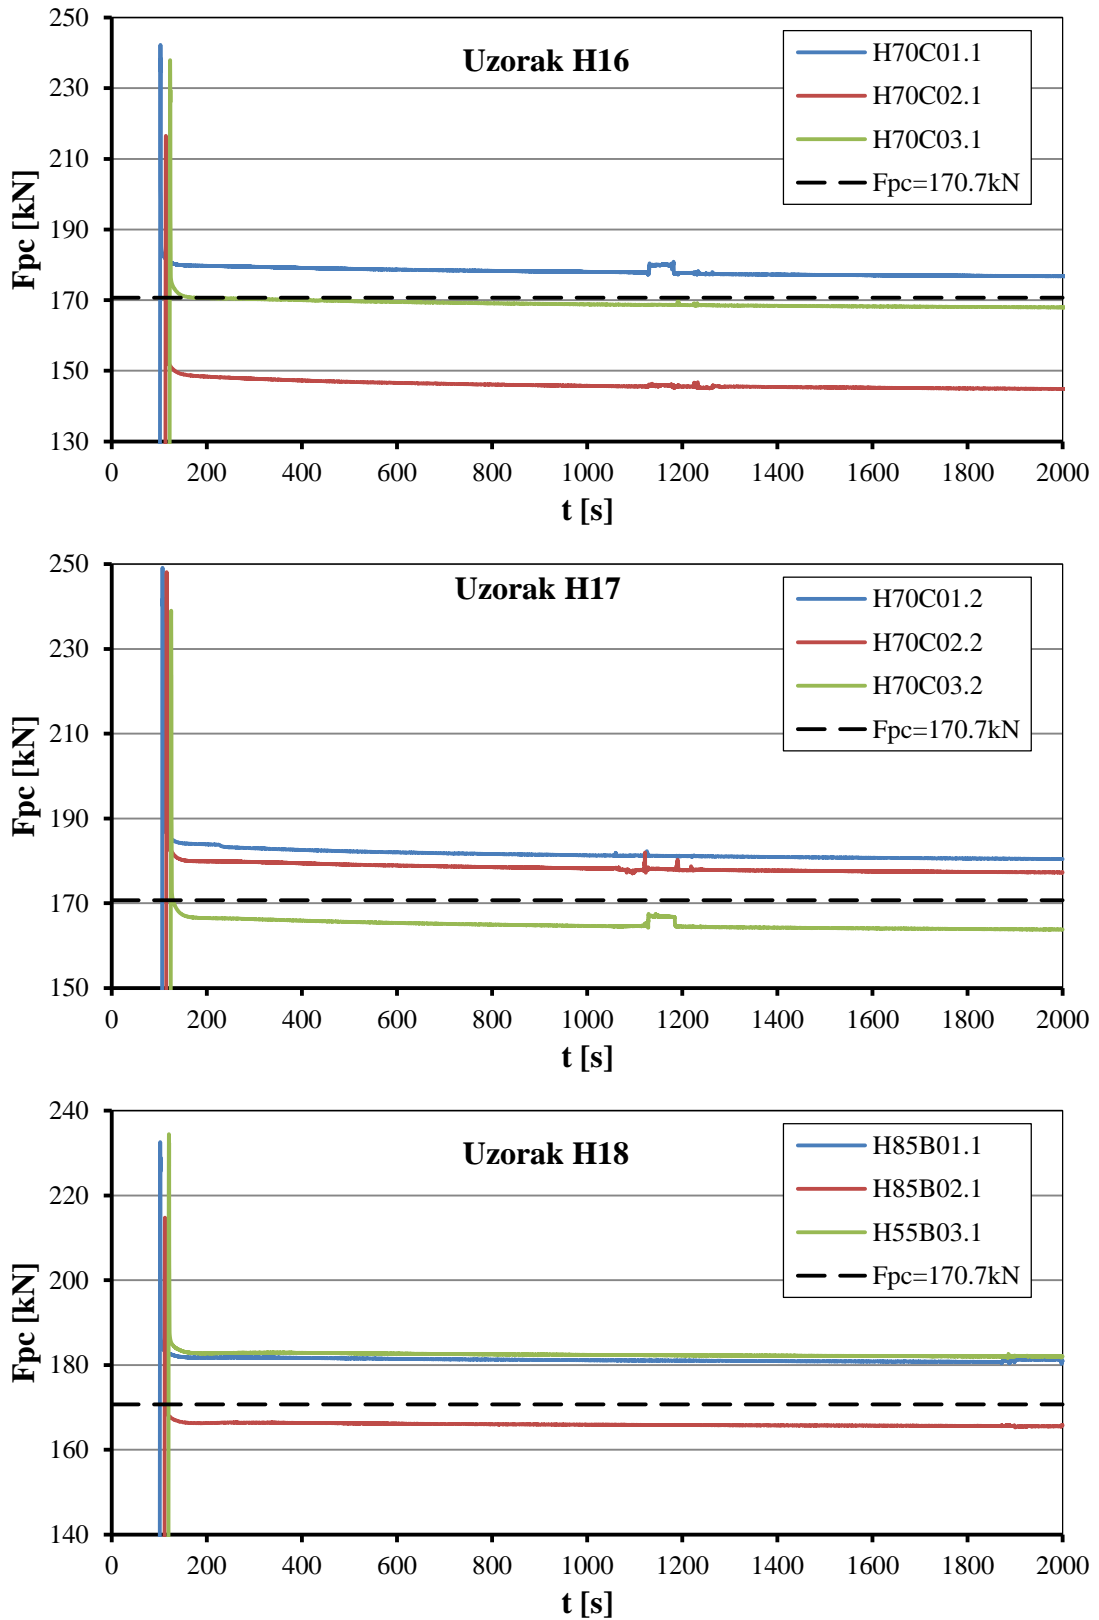 Uzorak H16
H70C01.1
H70C02.1
H70C03.1
Fpc=170.7kN
Fpc [kN]
250
230
210
190
170
150
130
0 200 400 600 800 1000 1200 1400 1600 1800 2000
t [s]
Uzorak H17
H70C01.2
H70C02.2
H70C03.2
Fpc=170.7kN
Fpc [kN]
250
230
210
190
170
150
0 200 400 600 800 1000 1200 1400 1600 1800 2000
t [s]
Uzorak H18
H85B01.1
H85B02.1
H55B03.1
Fpc=170.7kN
Fpc [kN]
240
220
200
180
160
140
0 200 400 600 800 1000 1200 1400 1600 1800 2000
t [s]